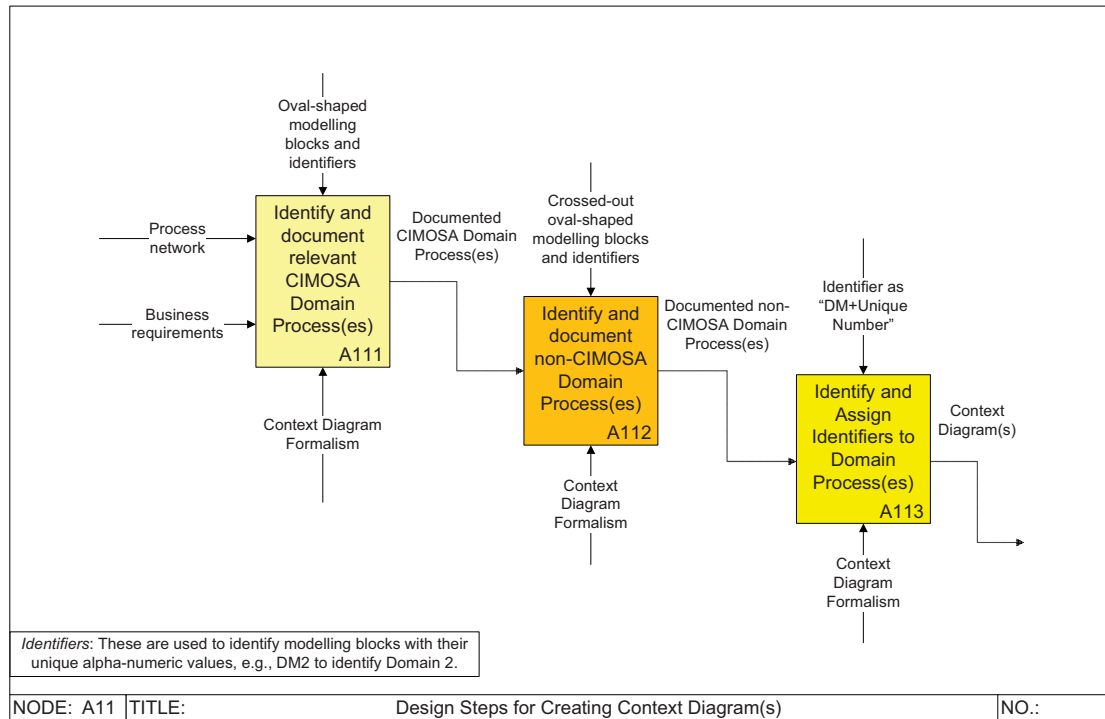 Oval-shaped
modelling
blocks and
identifiers
Process
network
Business
requirements
Identify and
document
relevant
CIMOSA
Domain
Process(es)
A111
Context Diagram
Formalism
Documented
CIMOSA Domain
Process(es)
Crossed-out
oval-shaped
modelling blocks
and identifiers
Identify and
document
non-CIMOSA
Domain
Process(es)
A112
Context
Diagram
Formalism
Documented non-
CIMOSA Domain
Process(es)
Identifier as
“DM+Unique
Number”
Identify and
Assign
Identifiers to
Domain
Process(es)
A113
Context
Diagram
Formalism
Context
Diagram(s)
Identifiers: These are used to identify modelling blocks with their
unique alpha-numeric values, e.g., DM2 to identify Domain 2.
NODE: A11 TITLE: Design Steps for Creating Context Diagram(s) NO.: